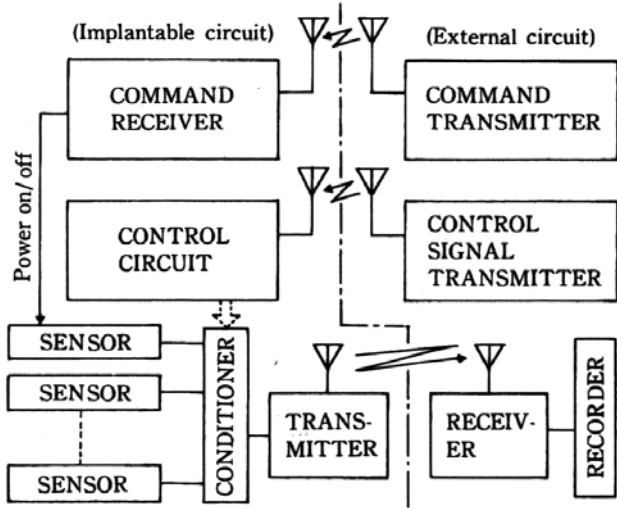 (Implantable circuit)
(External circuit)
COMMAND
RECEIVER
COMMAND
TRANSMITTER
Power on/off
CONTROL
CIRCUIT
CONTROL
SIGNAL
TRANSMITTER
SENSOR
SENSOR
SENSOR
CONDITIONER
TRANS-
MITTER
RECEIV-
ER
RECORDER